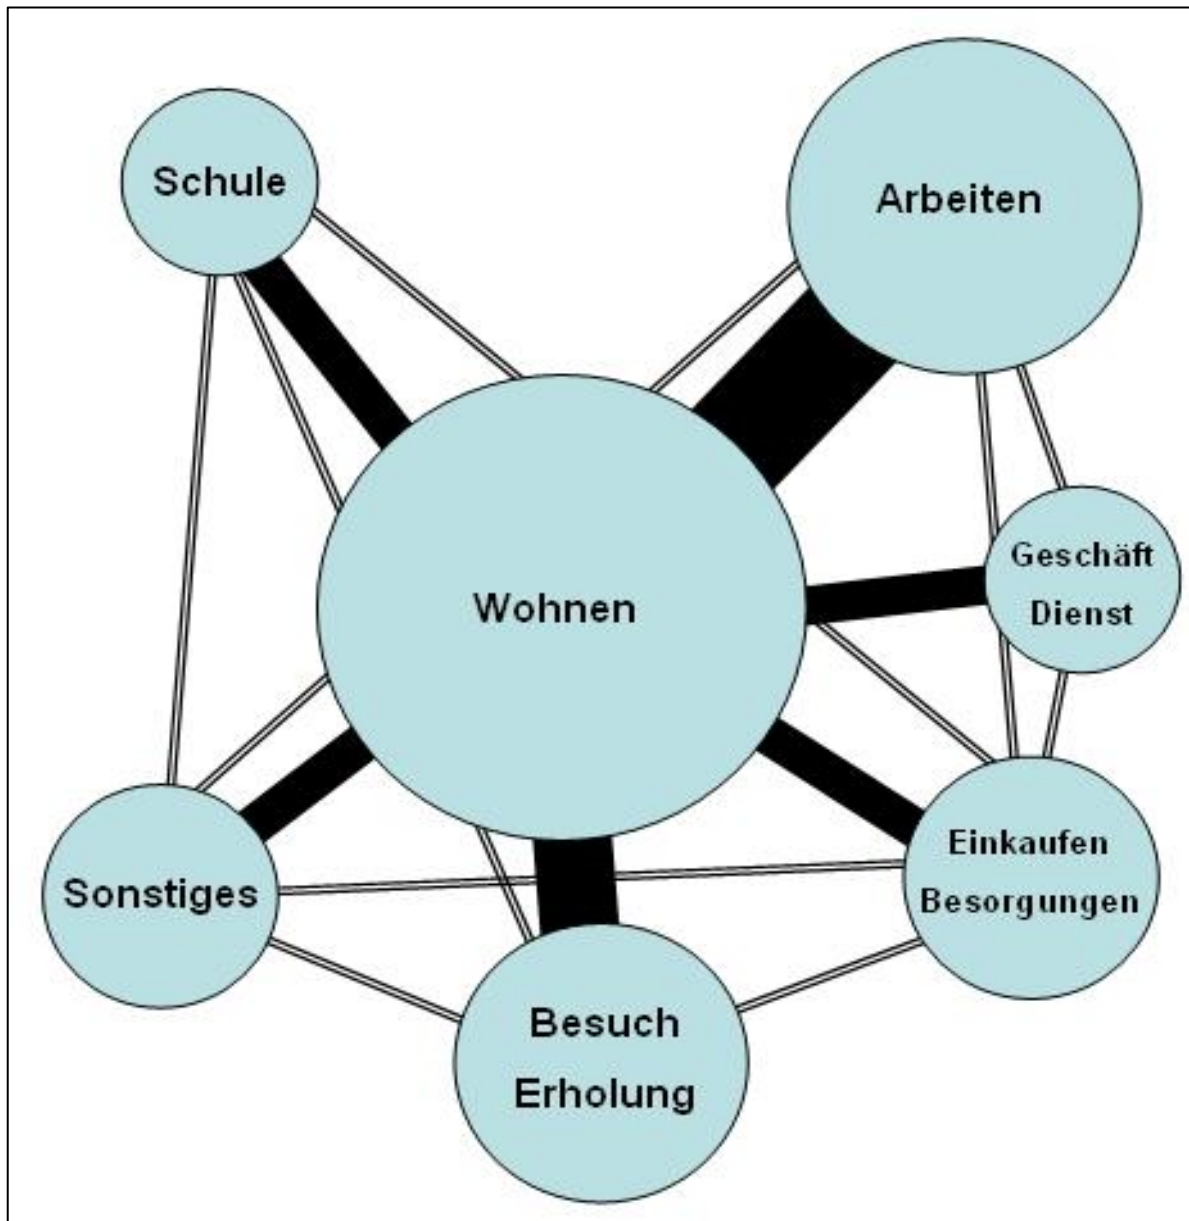 Schule
Arbeiten
Geschäft
Dienst
Wohnen
Einkaufen
Besorgungen
Sonstiges
Besuch
Erholung